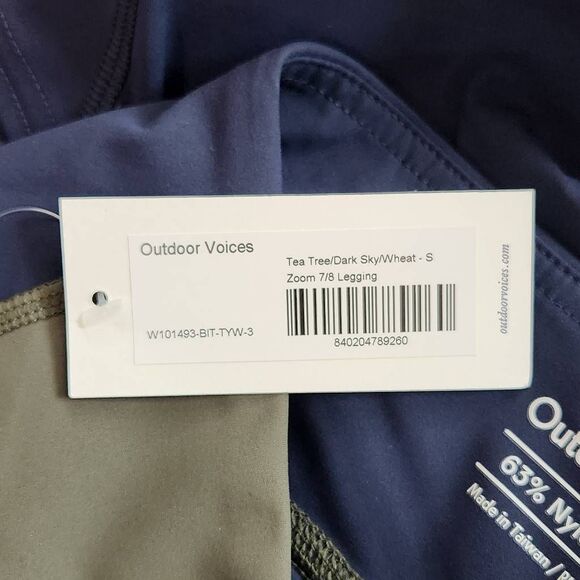 Outdoor Voices
Tea Tree/Dark Sky/Wheat - S
Zoom 7/8 Legging
W101493-BIT-TYW-3
840204789260
outdoorvoices.com
63%
Made in Taiwan /